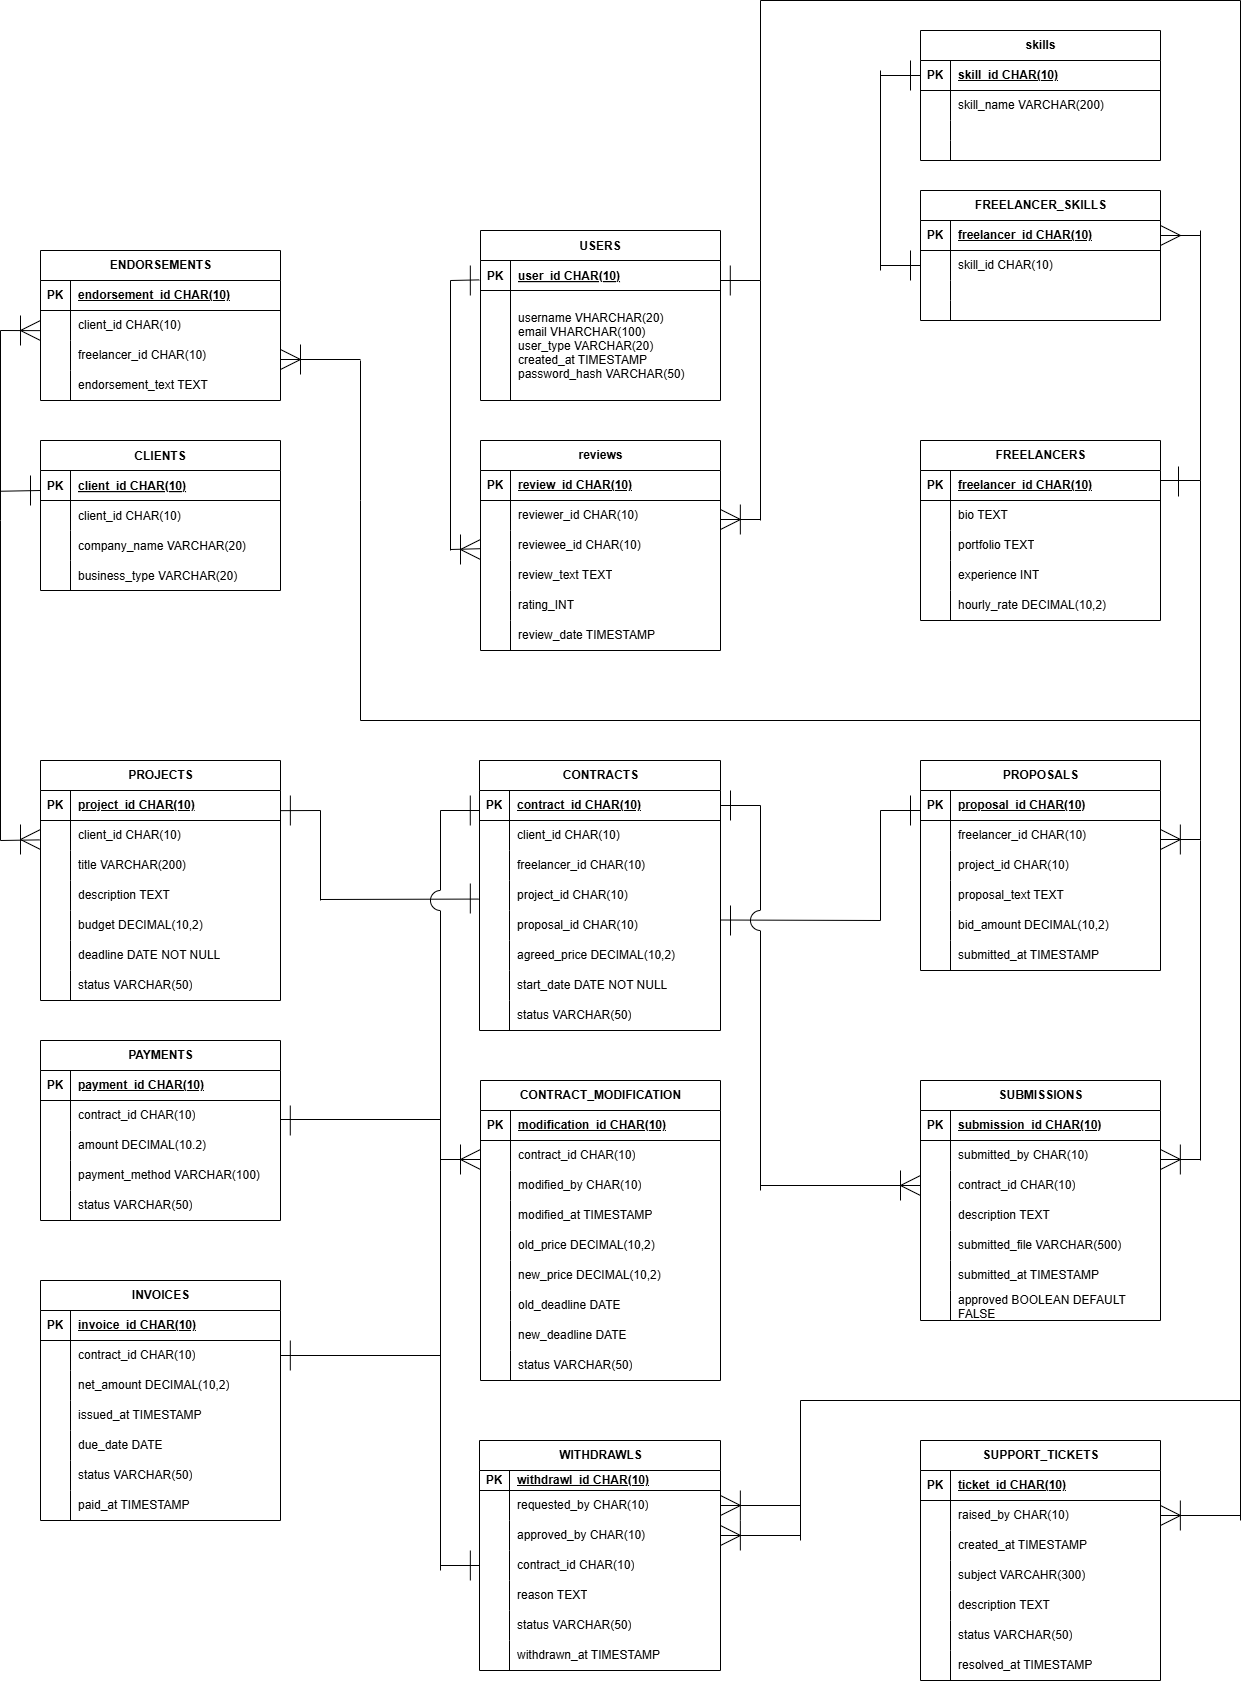 skills
PK skill_id CHAR(10)
skill_name VARCHAR(200)
FREELANCER_SKILLS
PK freelancer_id CHAR(10)
skill_id CHAR(10)
ENDORSEMENTS
PK endorsement_id CHAR(10)
client_id CHAR(10)
freelancer_id CHAR(10)
endorsement_text TEXT
USERS
PK user_id CHAR(10)
username VHARCHAR(20)
email VHARCHAR(100)
user_type VARCHAR(20)
created_at TIMESTAMP
password_hash VARCHAR(50)
CLIENTS
PK client_id CHAR(10)
client_id CHAR(10)
company_name VARCHAR(20)
business_type VARCHAR(20)
reviews
PK review_id CHAR(10)
reviewer_id CHAR(10)
reviewee_id CHAR(10)
review_text TEXT
rating_INT
review_date TIMESTAMP
FREELANCERS
PK freelancer_id CHAR(10)
bio TEXT
portfolio TEXT
experience INT
hourly_rate DECIMAL(10,2)
PROJECTS
PK project_id CHAR(10)
client_id CHAR(10)
title VARCHAR(200)
description TEXT
budget DECIMAL(10,2)
deadline DATE NOT NULL
status VARCHAR(50)
CONTRACTS
PK contract_id CHAR(10)
client_id CHAR(10)
freelancer_id CHAR(10)
project_id CHAR(10)
proposal_id CHAR(10)
agreed_price DECIMAL(10,2)
start_date DATE NOT NULL
status VARCHAR(50)
PROPOSALS
PK proposal_id CHAR(10)
freelancer_id CHAR(10)
project_id CHAR(10)
proposal_text TEXT
bid_amount DECIMAL(10,2)
submitted_at TIMESTAMP
PAYMENTS
PK payment_id CHAR(10)
contract_id CHAR(10)
amount DECIMAL(10.2)
payment_method VARCHAR(100)
status VARCHAR(50)
CONTRACT_MODIFICATION
PK modification_id CHAR(10)
contract_id CHAR(10)
modified_by CHAR(10)
modified_at TIMESTAMP
old_price DECIMAL(10,2)
new_price DECIMAL(10,2)
old_deadline DATE
new_deadline DATE
status VARCHAR(50)
SUBMISSIONS
PK submission_id CHAR(10)
submitted_by CHAR(10)
contract_id CHAR(10)
description TEXT
submitted_file VARCHAR(500)
submitted_at TIMESTAMP
approved BOOLEAN DEFAULT
FALSE
INVOICES
PK invoice_id CHAR(10)
contract_id CHAR(10)
net_amount DECIMAL(10,2)
issued_at TIMESTAMP
due_date DATE
status VARCHAR(50)
paid_at TIMESTAMP
WITHDRAWLS
PK withdrawl_id CHAR(10)
requested_by CHAR(10)
approved_by CHAR(10)
contract_id CHAR(10)
reason TEXT
status VARCHAR(50)
withdrawn_at TIMESTAMP
SUPPORT_TICKETS
PK ticket_id CHAR(10)
raised_by CHAR(10)
created_at TIMESTAMP
subject VARCAHR(300)
description TEXT
status VARCHAR(50)
resolved_at TIMESTAMP